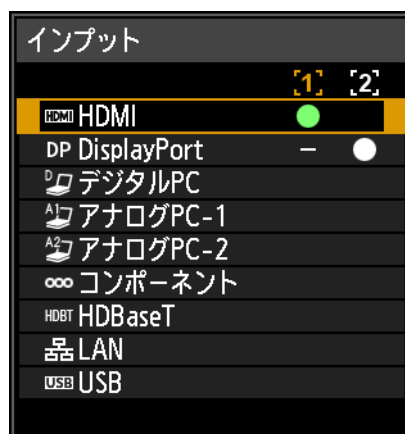 インプット
[1] [2]
HDMI HDMI
DP DisplayPort –
D デジタルPC
A1 アナログPC-1
A2 アナログPC-2
コンポーネント
HDBT HDBaseT
LAN
USB USB